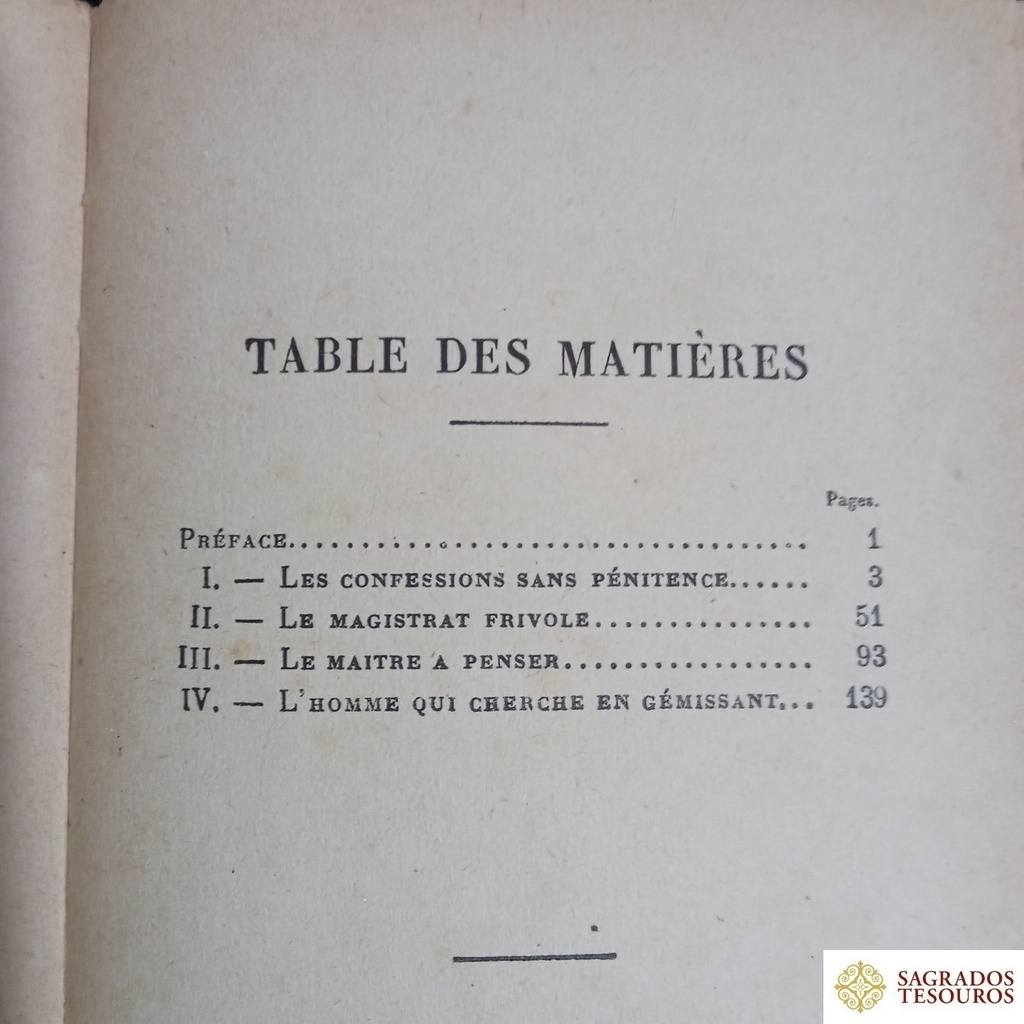 TABLE DES MATIÈRES
Pages.
PRÉFACE........................................ 1
I. — LES CONFESSIONS SANS PÉNITENCE...... 3
II. — LE MAGISTRAT FRIVOLE............... 51
III. — LE MAITRE A PENSER.................. 93
IV. — L'HOMME QUI CHERCHE EN GÉMISSANT... 139
SAGRADOS
TESOUROS